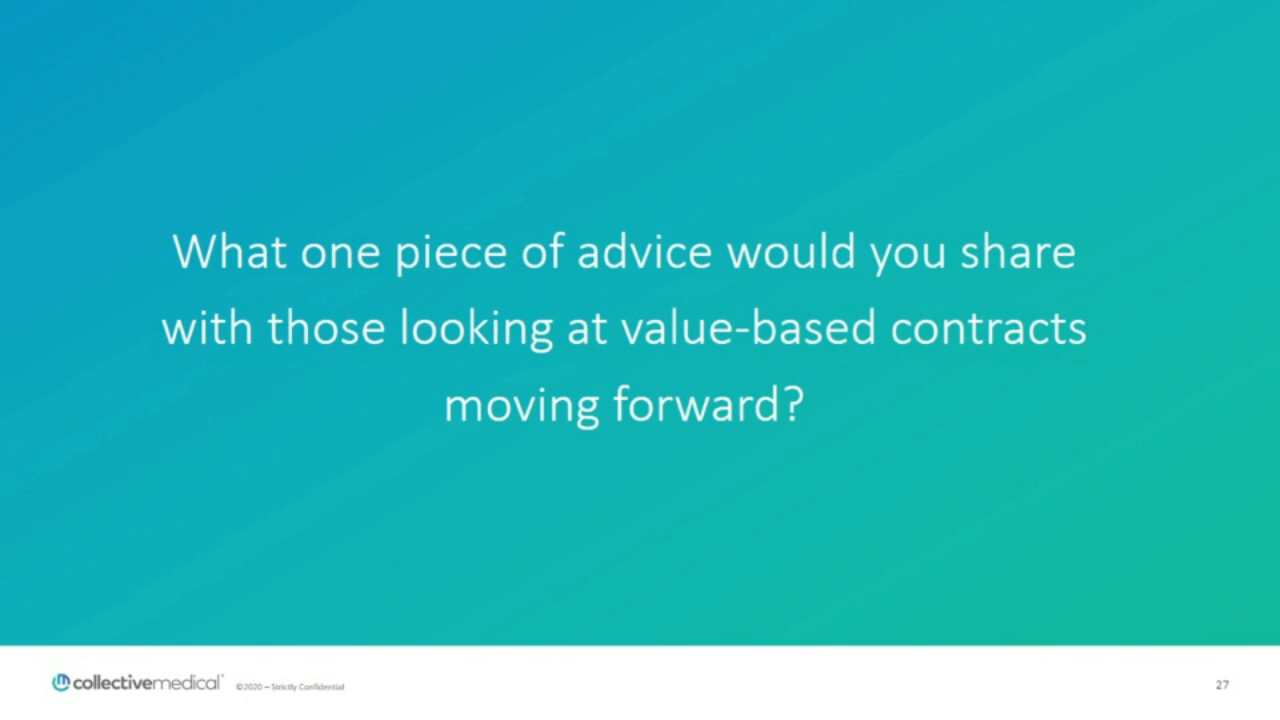 What one piece of advice would you share
with those looking at value-based contracts
moving forward?
collectivemedical
©2020 – Strictly Confidential
27